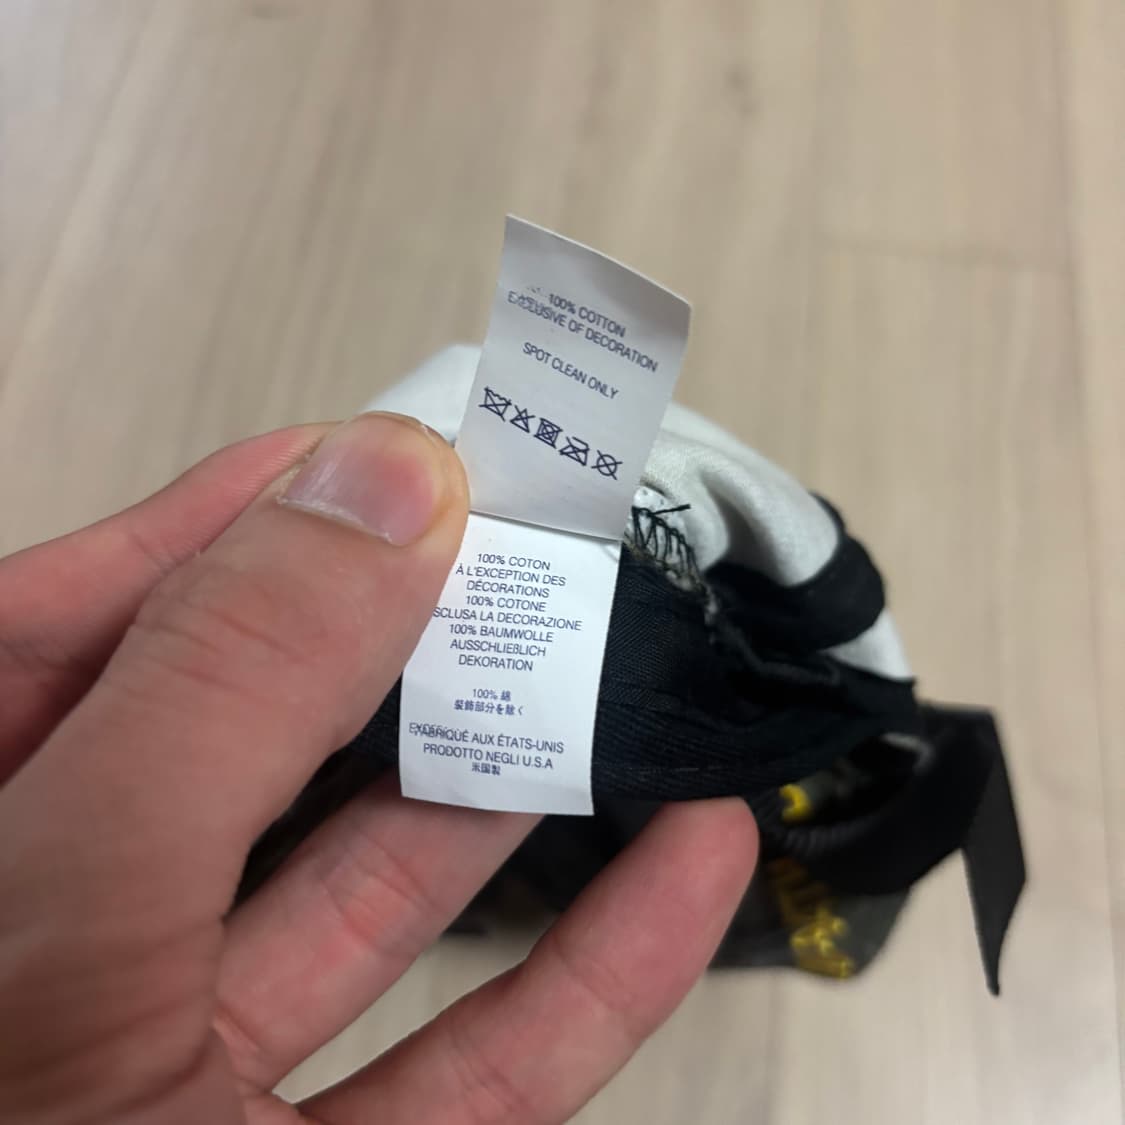 100% COTTON
EXCLUSIVE OF DECORATION
SPOT CLEAN ONLY
100% COTON
À L'EXCEPTION DES
DÉCORATIONS
100% COTONE
SCLUSA LA DECORAZIONE
100% BAUMWOLLE
AUSSCHLIEßLICH
DEKORATION
100% 綿
装飾部分を除く
FABRIQUÉ AUX ÉTATS-UNIS
PRODOTTO NEGLI U.S.A
米国製